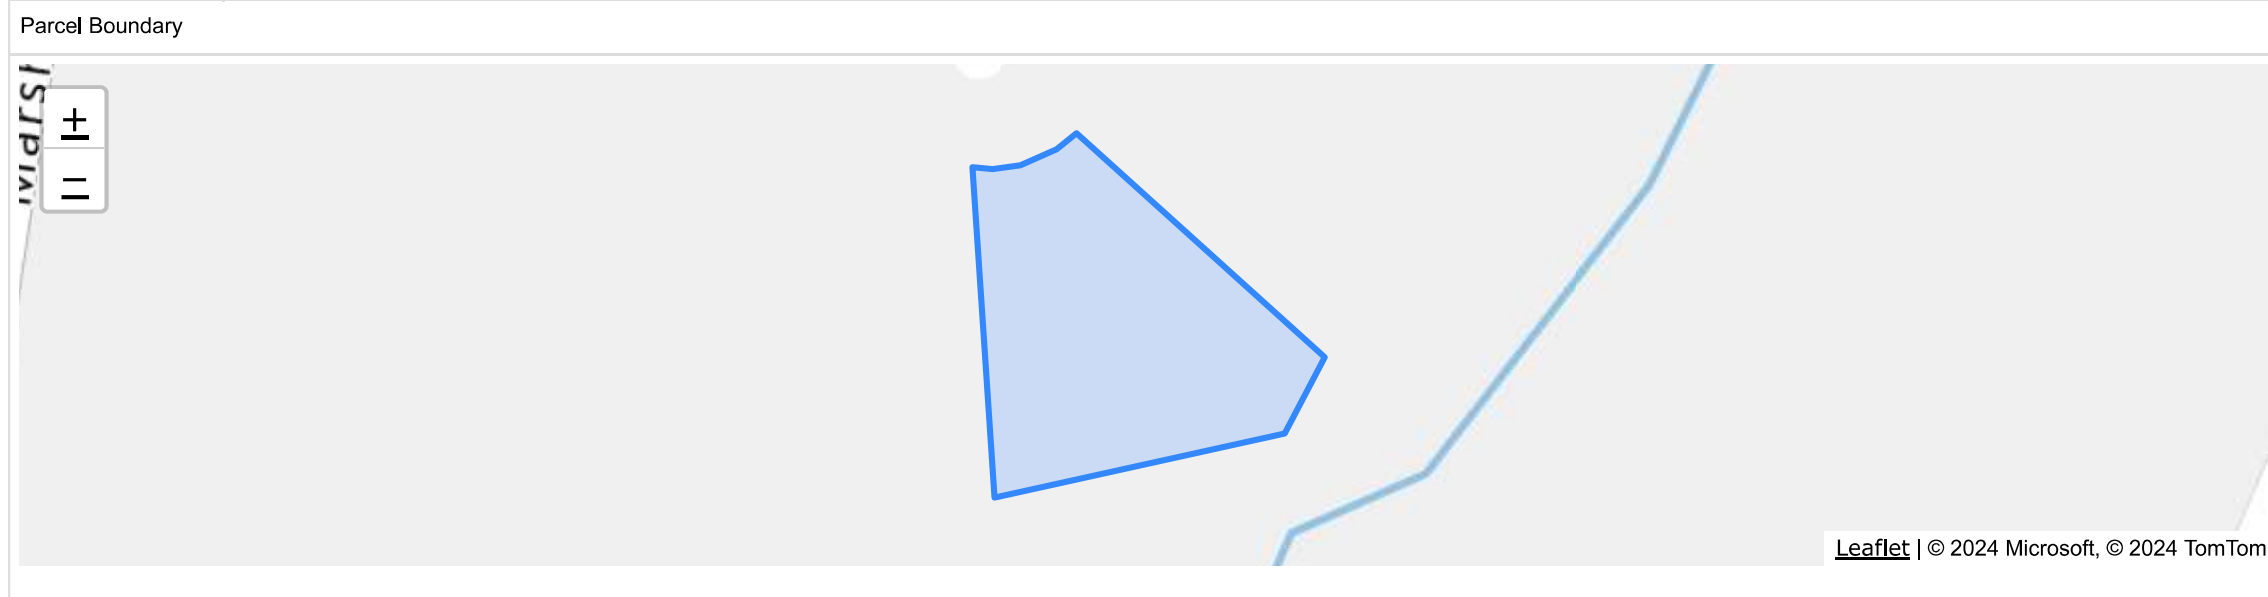 Parcel Boundary
+
−
Leaflet | © 2024 Microsoft, © 2024 TomTom